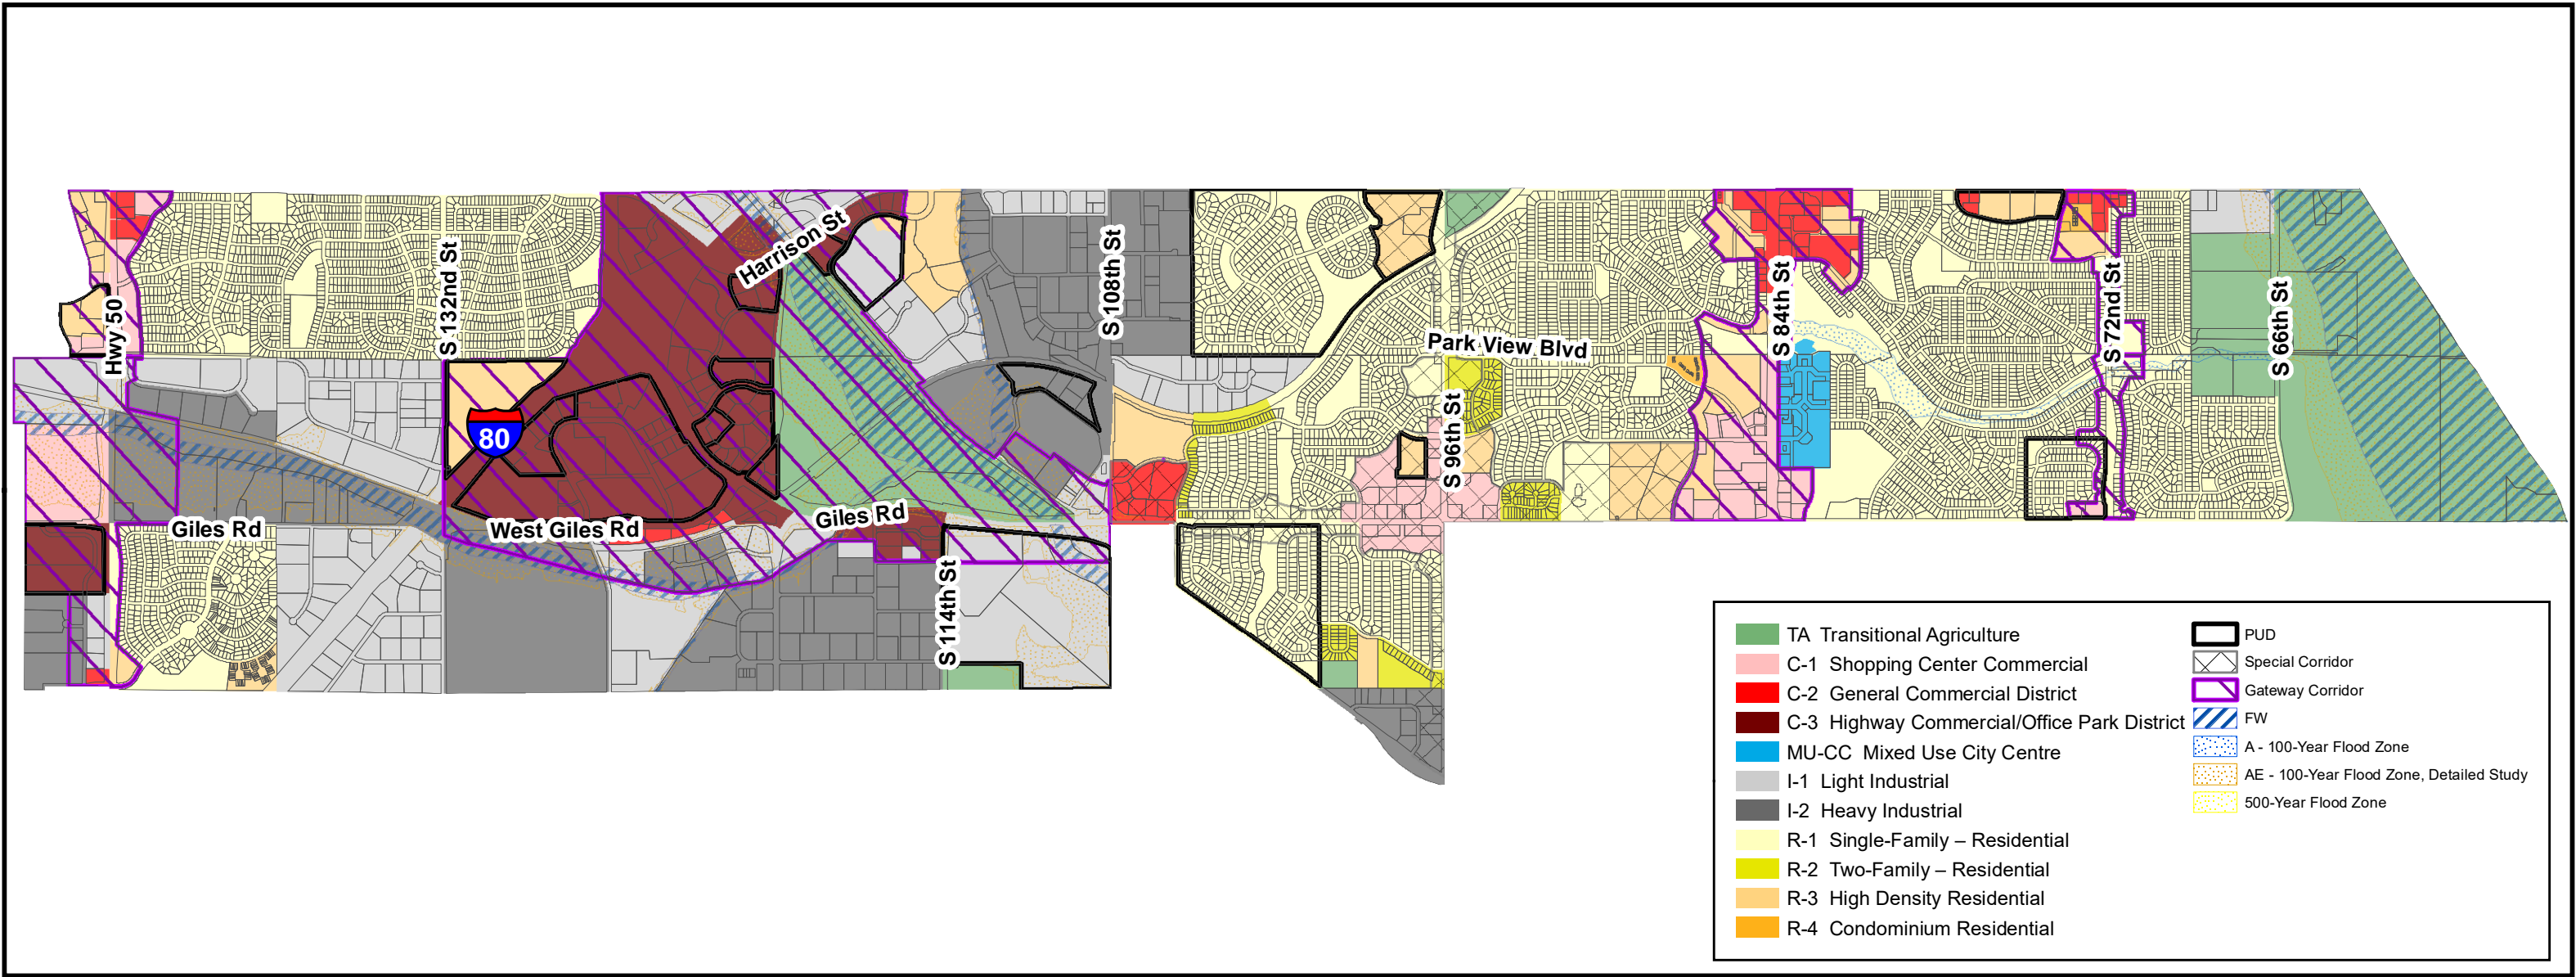 Harrison St
S 132nd St
S 108th St
Hwy 50
S 84th St
S 72nd St
S 66th St
Park View Blvd
80
S 96th St
Giles Rd
West Giles Rd
Giles Rd
S 114th St
TA Transitional Agriculture
C-1 Shopping Center Commercial
C-2 General Commercial District
C-3 Highway Commercial/Office Park District
MU-CC Mixed Use City Centre
I-1 Light Industrial
I-2 Heavy Industrial
R-1 Single-Family – Residential
R-2 Two-Family – Residential
R-3 High Density Residential
R-4 Condominium Residential
PUD
Special Corridor
Gateway Corridor
FW
A - 100-Year Flood Zone
AE - 100-Year Flood Zone, Detailed Study
500-Year Flood Zone